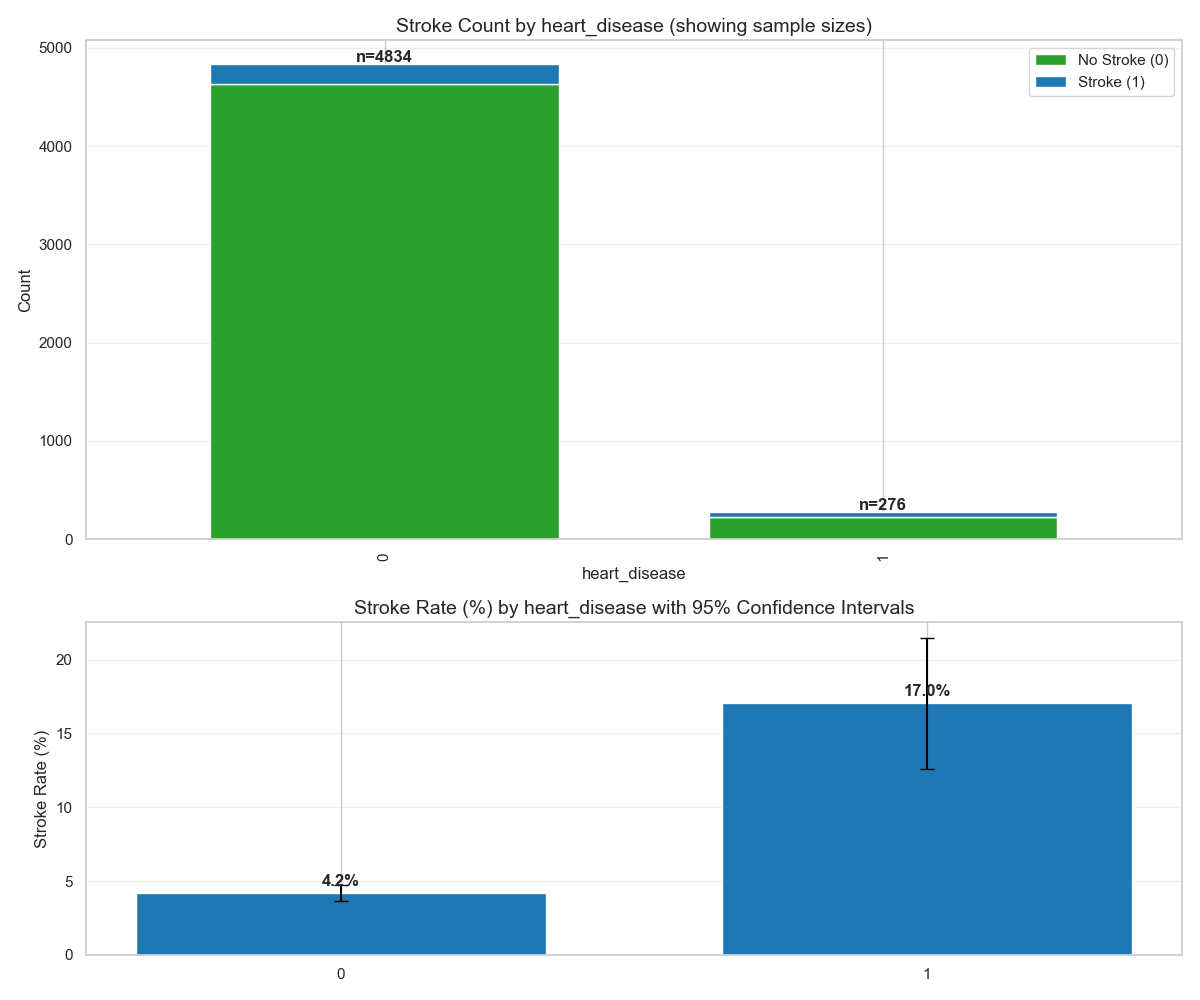 Stroke Count by heart_disease (showing sample sizes)
5000
4000
3000
2000
1000
0
Count
n=4834
n=276
No Stroke (0)
Stroke (1)
0
1
heart_disease
Stroke Rate (%) by heart_disease with 95% Confidence Intervals
20
15
10
5
0
Stroke Rate (%)
4.2%
17.0%
0
1